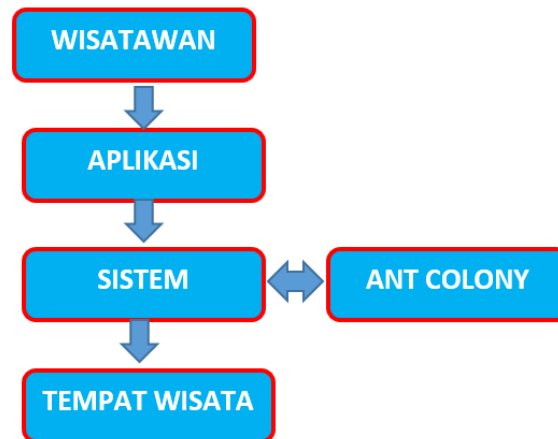 WISATAWAN
APLIKASI
SISTEM
ANT COLONY
TEMPAT WISATA